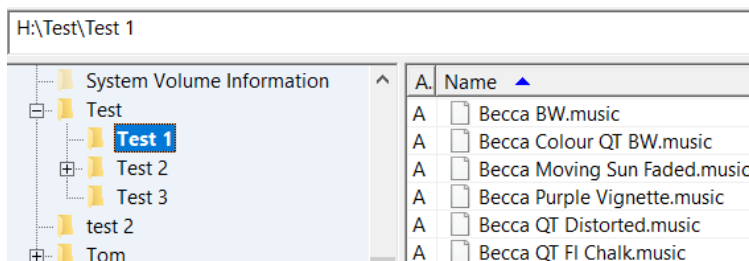 H:\Test\Test 1
System Volume Information
Test
Test 1
Test 2
Test 3
test 2
Tom
A. Name
A Becca BW.music
A Becca Colour QT BW.music
A Becca Moving Sun Faded.music
A Becca Purple Vignette.music
A Becca QT Distorted.music
A Becca QT FI Chalk.music